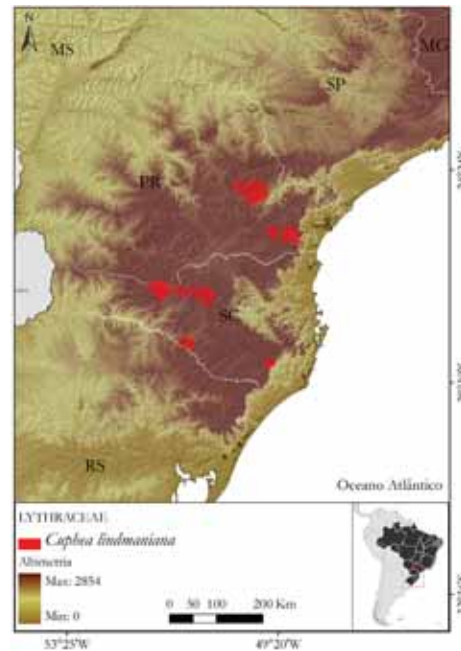 N
MS
MG
SP
PR
SC
RS
Oceano Atlântico
LYTHRACEAE
Cuphea lindmaniana
Altimetria
Max: 2854
Min: 0
0 50 100 200 Km
53°25'W 49°20'W